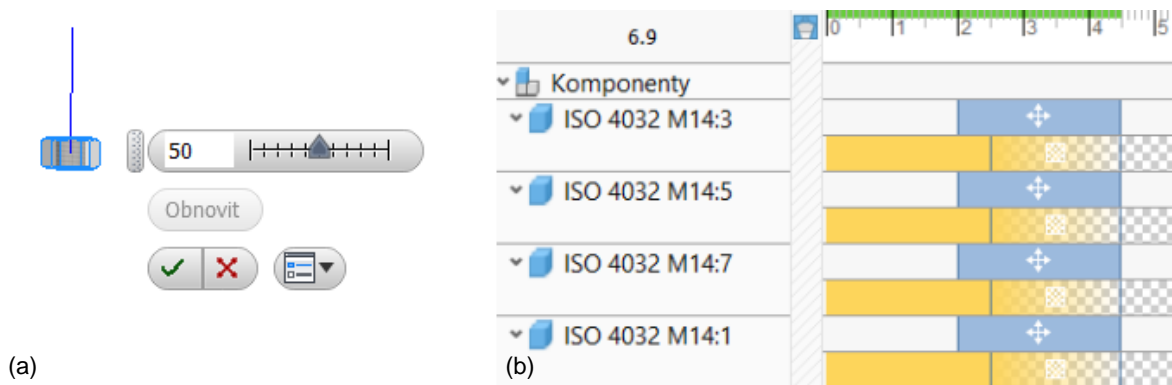 50
Obnovit
(a)
6.9
0 1 2 3 4 5
Komponenty
ISO 4032 M14:3
ISO 4032 M14:5
ISO 4032 M14:7
ISO 4032 M14:1
(b)